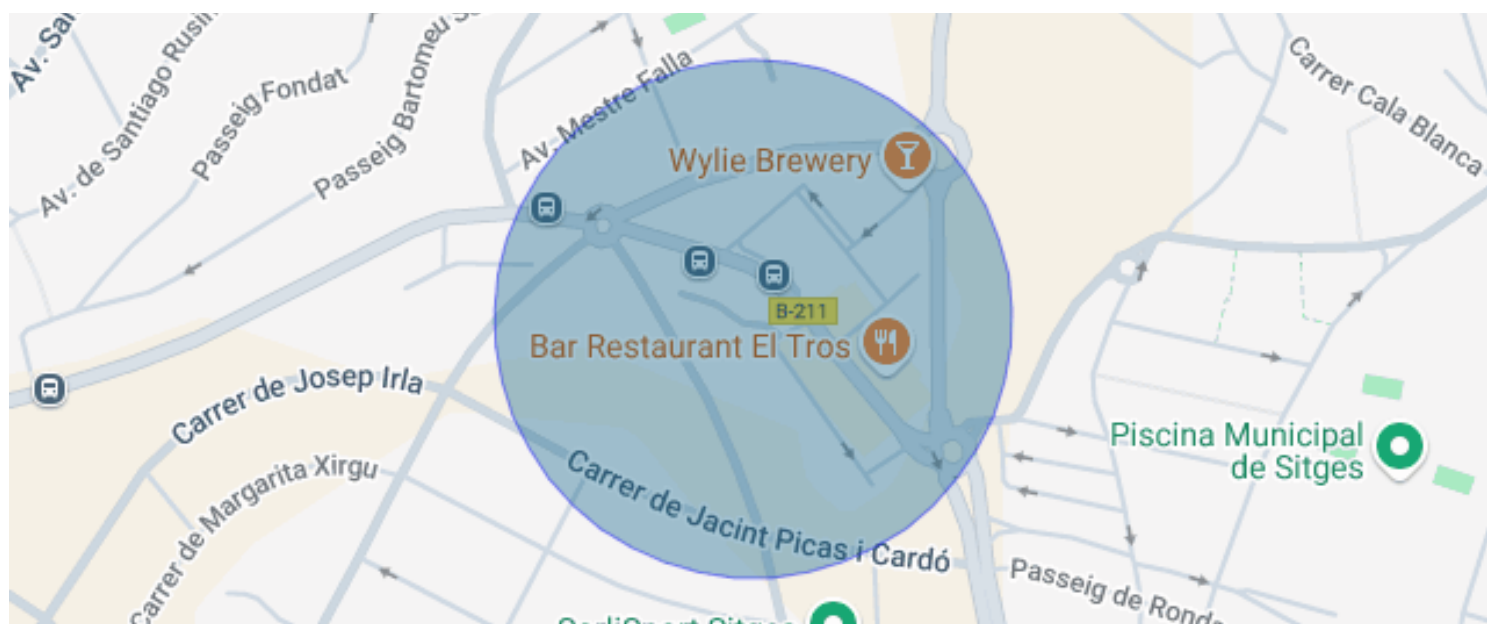 Av. San
Av. de Santiago Rusiñ
Passeig Fondat
Passeig Bartomeu S
Av. Mestre Falla
Carrer Cala Blanca
Wylie Brewery
B-211
Bar Restaurant El Tros
Carrer de Josep Irla
Carrer de Margarita Xirgu
Carrer de Jacint Picas i Cardó
Piscina Municipal
de Sitges
Passeig de Ronda